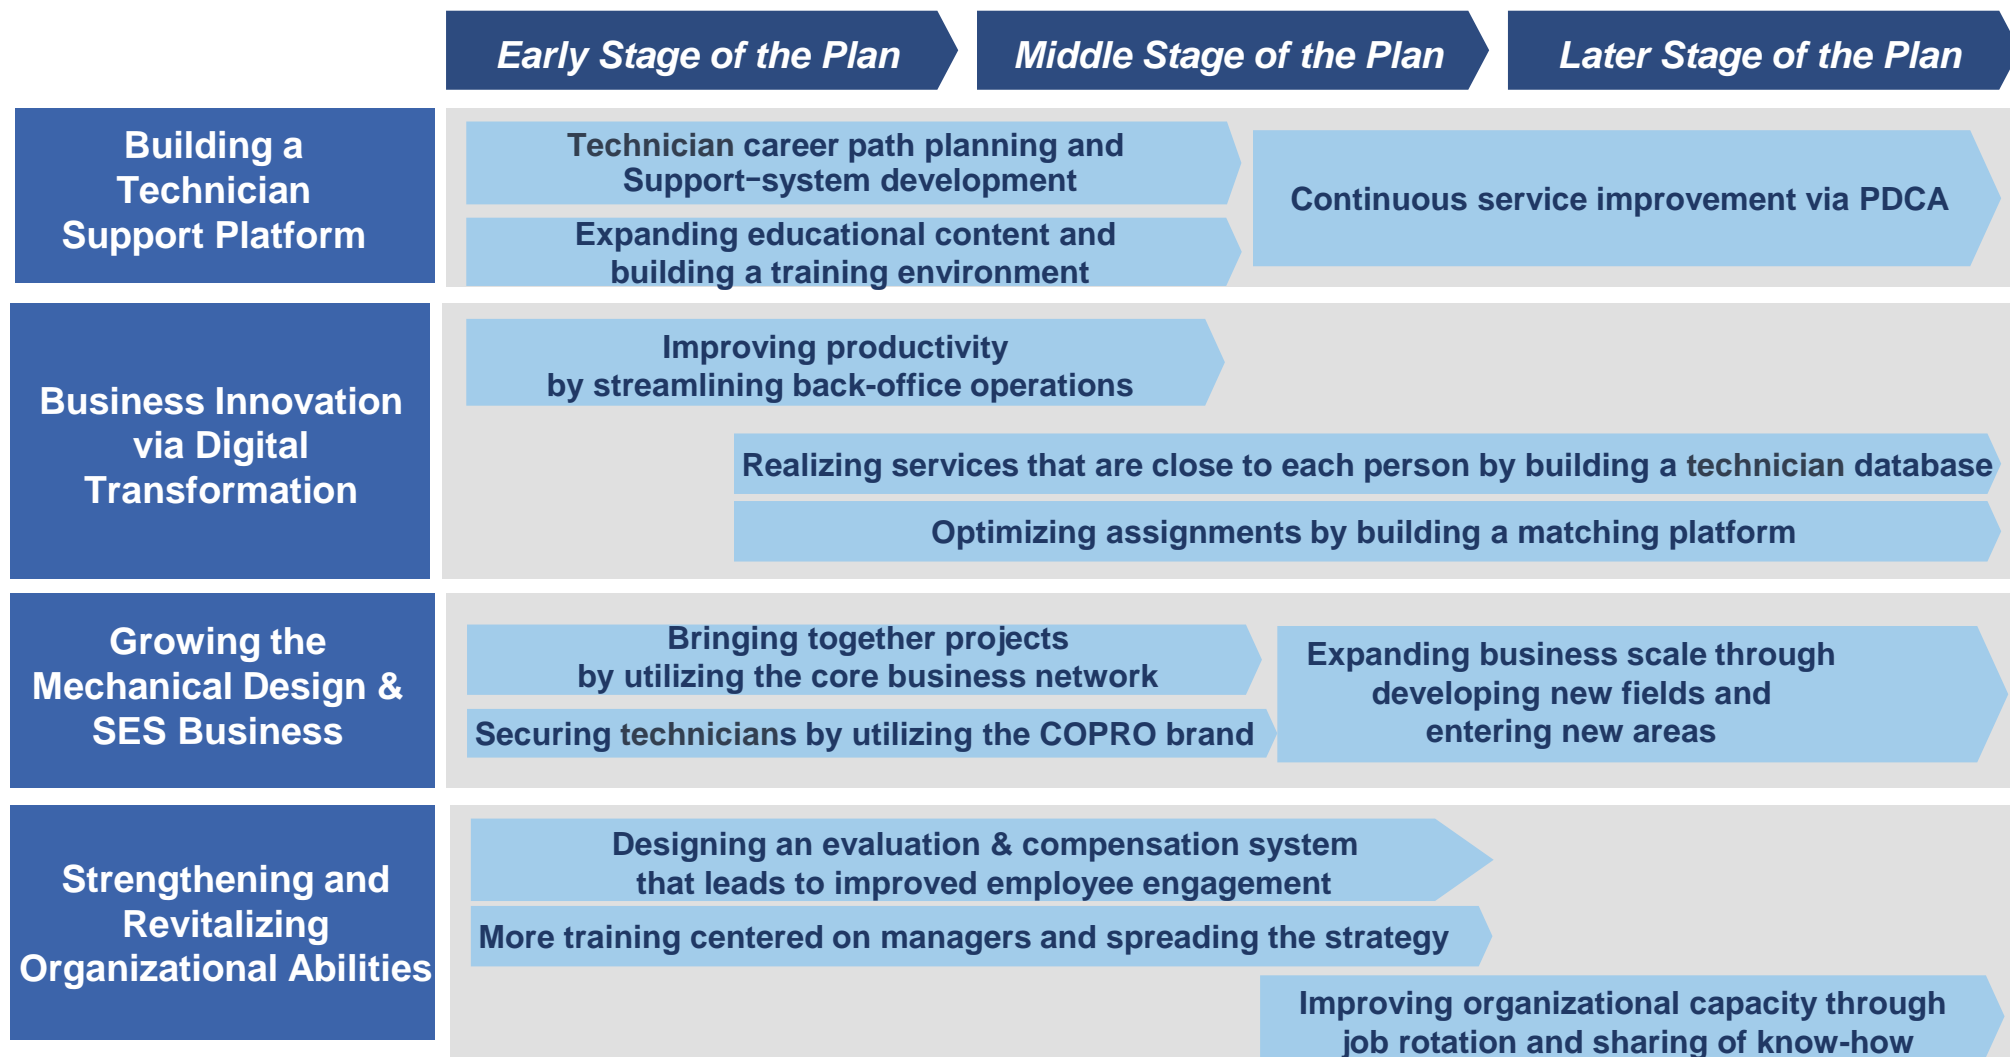 Early Stage of the Plan
Middle Stage of the Plan
Later Stage of the Plan
Building a
Technician
Support Platform
Technician career path planning and
Support-system development
Expanding educational content and
building a training environment
Continuous service improvement via PDCA
Business Innovation
via Digital
Transformation
Improving productivity
by streamlining back-office operations
Realizing services that are close to each person by building a technician database
Optimizing assignments by building a matching platform
Growing the
Mechanical Design &
SES Business
Bringing together projects
by utilizing the core business network
Securing technicians by utilizing the COPRO brand
Expanding business scale through
developing new fields and
entering new areas
Strengthening and
Revitalizing
Organizational Abilities
Designing an evaluation & compensation system
that leads to improved employee engagement
More training centered on managers and spreading the strategy
Improving organizational capacity through
job rotation and sharing of know-how